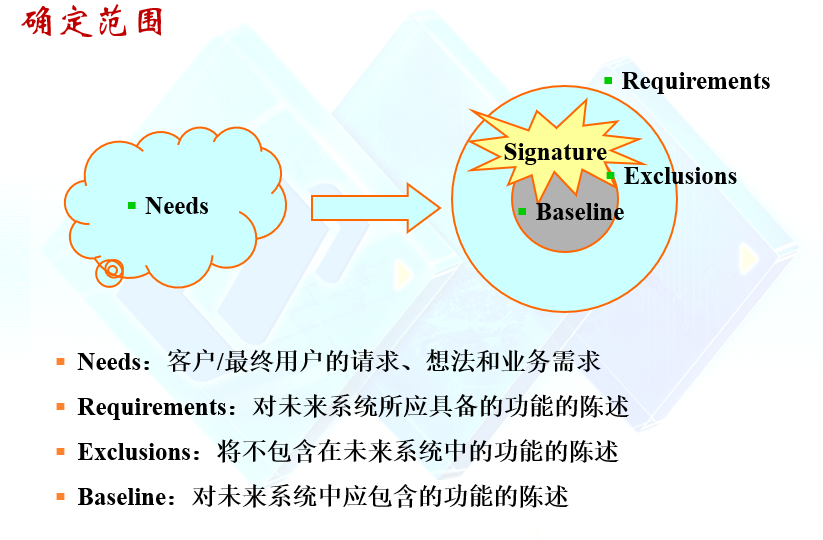 确定范围
Requirements
Signature
Exclusions
Needs
Baseline
Needs：客户/最终用户的请求、想法和业务需求
Requirements：对未来系统所应具备的功能的陈述
Exclusions：将不包含在未来系统中的功能的陈述
Baseline：对未来系统中应包含的功能的陈述